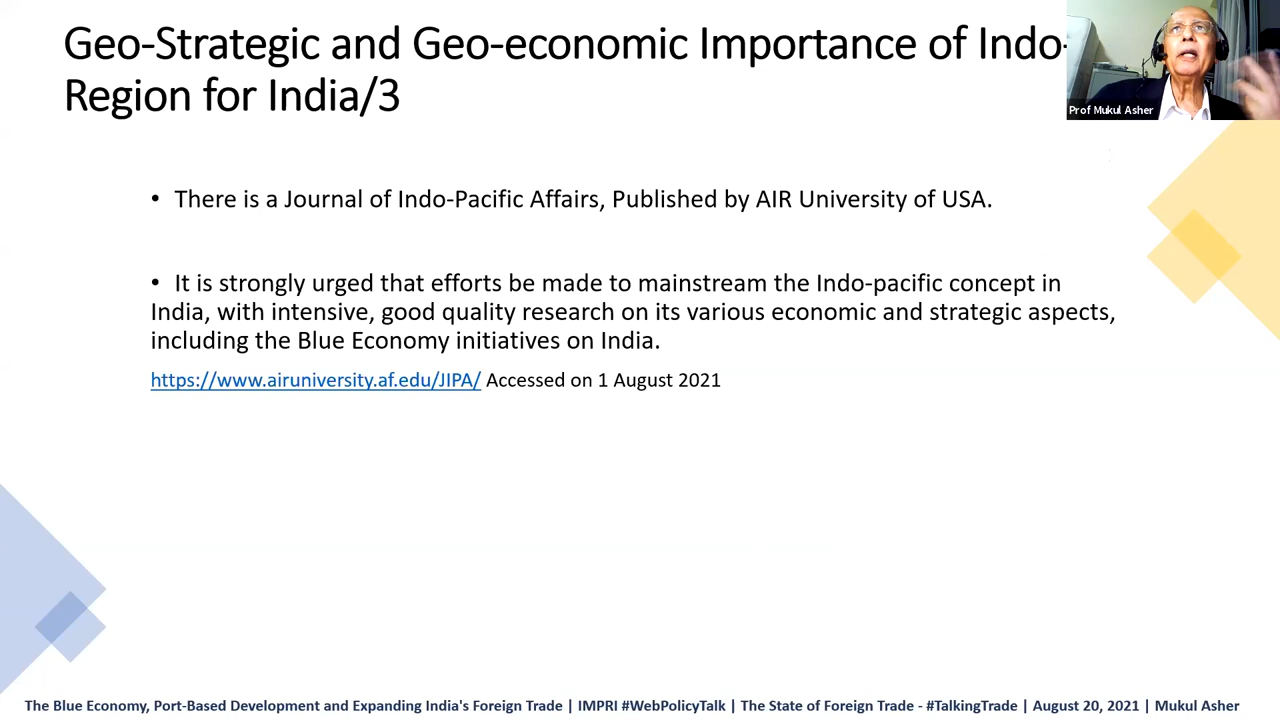 Geo-Strategic and Geo-economic Importance of Indo-
Region for India/3
Prof Mukul Asher
• There is a Journal of Indo-Pacific Affairs, Published by AIR University of USA.
• It is strongly urged that efforts be made to mainstream the Indo-pacific concept in
India, with intensive, good quality research on its various economic and strategic aspects,
including the Blue Economy initiatives on India.
https://www.airuniversity.af.edu/JIPA/ Accessed on 1 August 2021
The Blue Economy, Port-Based Development and Expanding India's Foreign Trade | IMPRI #WebPolicyTalk | The State of Foreign Trade - #TalkingTrade | August 20, 2021 | Mukul Asher